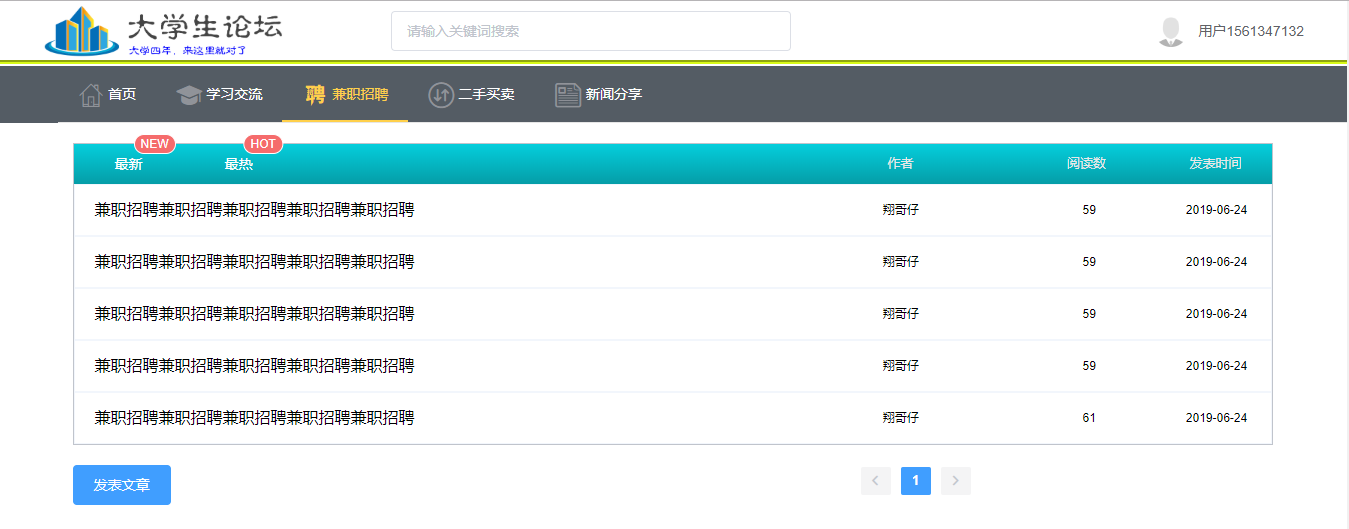 大学生论坛
大学四年，来这里就对了
请输入关键词搜索
用户1561347132
首页 学习交流 聘 兼职招聘 二手买卖 新闻分享
NEW HOT
最新 最热 作者 阅读数 发表时间
兼职招聘兼职招聘兼职招聘兼职招聘兼职招聘 翔哥仔 59 2019-06-24
兼职招聘兼职招聘兼职招聘兼职招聘兼职招聘 翔哥仔 59 2019-06-24
兼职招聘兼职招聘兼职招聘兼职招聘兼职招聘 翔哥仔 59 2019-06-24
兼职招聘兼职招聘兼职招聘兼职招聘兼职招聘 翔哥仔 59 2019-06-24
兼职招聘兼职招聘兼职招聘兼职招聘兼职招聘 翔哥仔 61 2019-06-24
发表文章 1